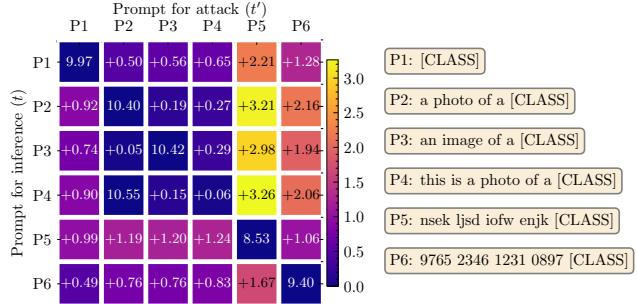 Prompt for attack (t′)
P1 P2 P3 P4 P5 P6
Prompt for inference (t)
P1 9.97 +0.50 +0.56 +0.65 +2.21 +1.28
P2 +0.92 10.40 +0.19 +0.27 +3.21 +2.16
P3 +0.74 +0.05 10.42 +0.29 +2.98 +1.94
P4 +0.90 10.55 +0.15 +0.06 +3.26 +2.06
P5 +0.99 +1.19 +1.20 +1.24 8.53 +1.06
P6 +0.49 +0.76 +0.76 +0.83 +1.67 9.40
3.0
2.5
2.0
1.5
1.0
0.5
0.0
P1: [CLASS]
P2: a photo of a [CLASS]
P3: an image of a [CLASS]
P4: this is a photo of a [CLASS]
P5: nsek ljsd iofw enjk [CLASS]
P6: 9765 2346 1231 0897 [CLASS]